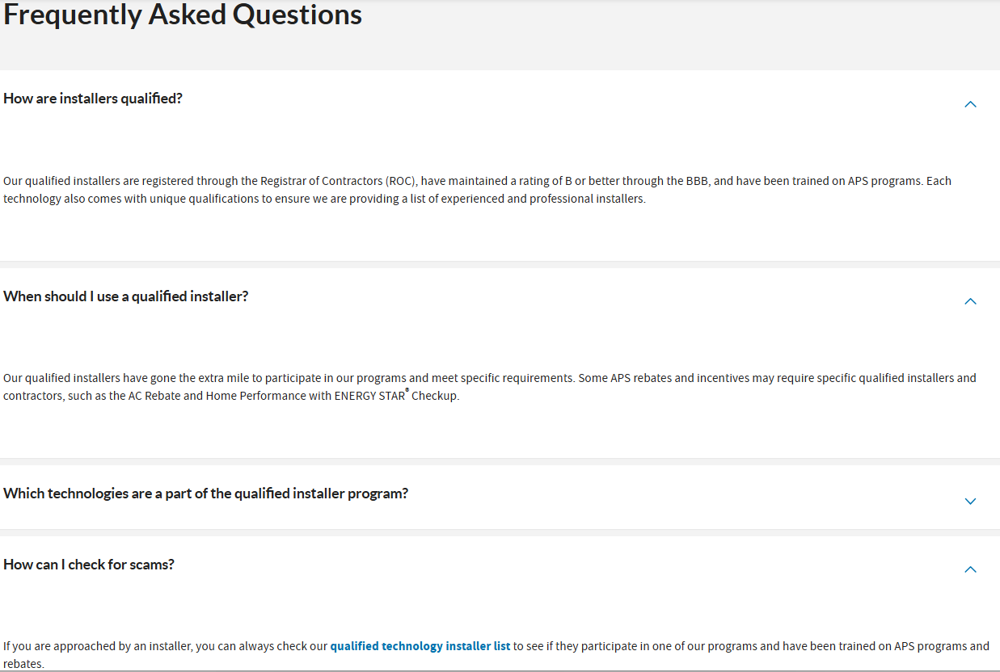 Frequently Asked Questions
How are installers qualified?
Our qualified installers are registered through the Registrar of Contractors (ROC), have maintained a rating of B or better through the BBB, and have been trained on APS programs. Each
technology also comes with unique qualifications to ensure we are providing a list of experienced and professional installers.
When should I use a qualified installer?
Our qualified installers have gone the extra mile to participate in our programs and meet specific requirements. Some APS rebates and incentives may require specific qualified installers and
contractors, such as the AC Rebate and Home Performance with ENERGY STAR® Checkup.
Which technologies are a part of the qualified installer program?
How can I check for scams?
If you are approached by an installer, you can always check our qualified technology installer list to see if they participate in one of our programs and have been trained on APS programs and
rebates.